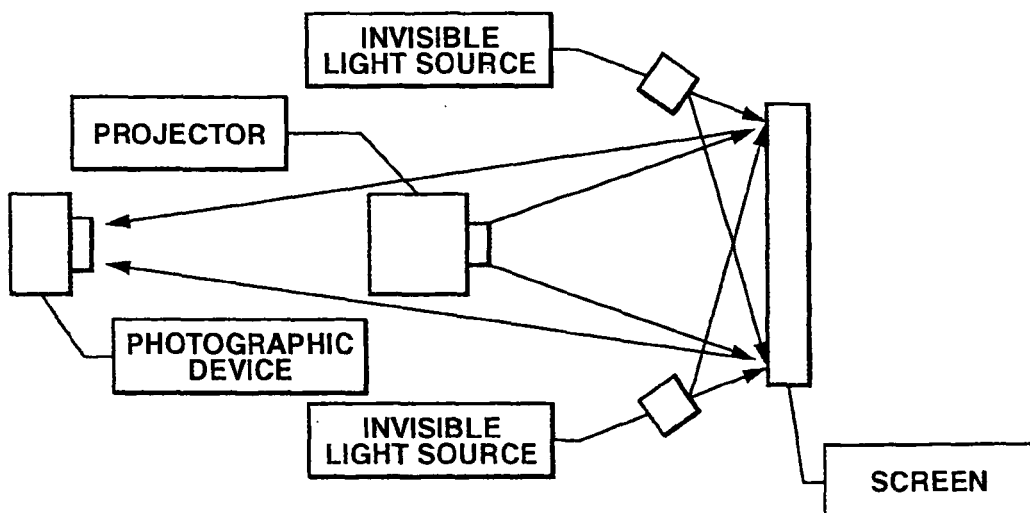 INVISIBLE
LIGHT SOURCE
PROJECTOR
PHOTOGRAPHIC
DEVICE
INVISIBLE
LIGHT SOURCE
SCREEN